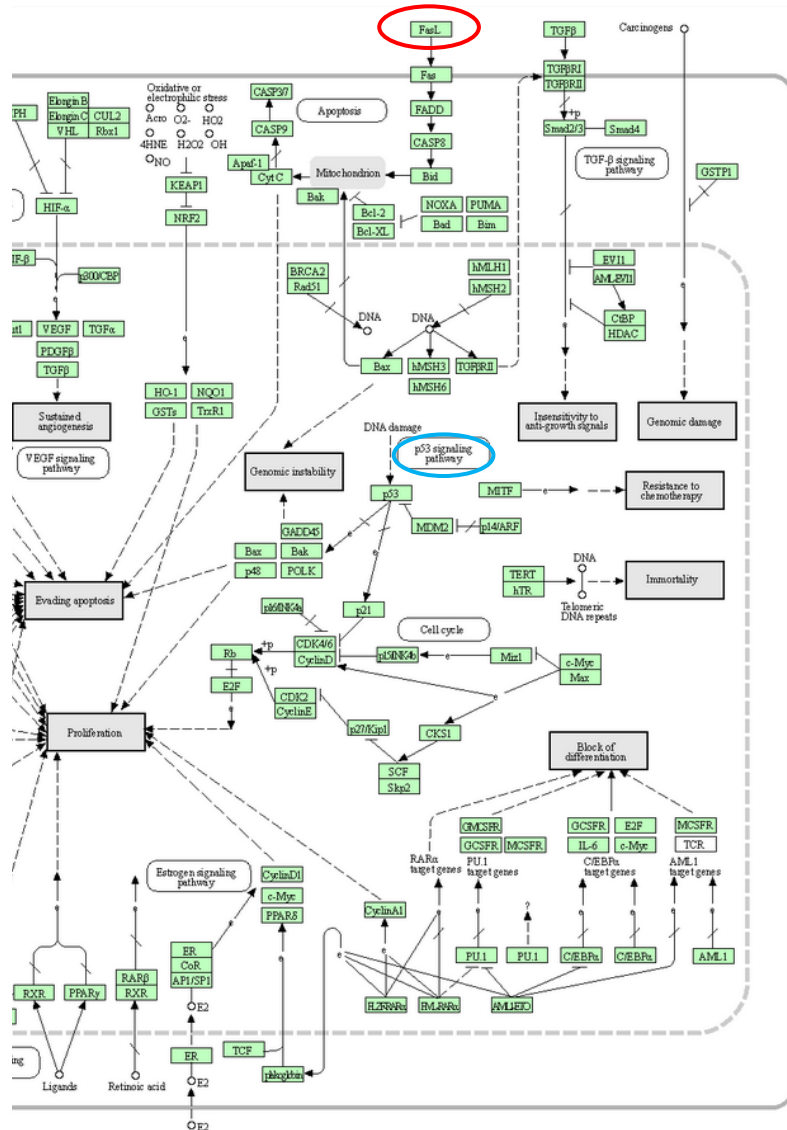 FasL
TGFβ
Carcinogens
Oxidative or
electrophilic stress
Acro
O2-
HO2
4HNE
H2O2
OH
NO
Elongin B
Elongin C
CUL2
VHL
Rbx1
PH
CASP3/7
CASP9
Apaf-1
CytC
Apoptosis
Fas
FADD
CASP8
Bid
Mitochondrion
Bak
Bcl-2
Bcl-XL
NOXA
PUMA
Bad
Bim
TGFβRI
TGFβRII
+p
Smad2/3
Smad4
TGF-β signaling
pathway
GSTP1
KEAP1
NRF2
HIF-α
IF-β
p300/CBP
BRCA2
Rad51
hMLH1
hMSH2
DNA
DNA
EVI1
AML-EVI1
CtBP
HDAC
VEGF
TGFα
PDGFβ
TGFβ
e
e
e
e
Bax
hMSH3
TGFβRII
hMSH6
HO-1
NQO1
GSTs
TrxR1
Sustained
angiogenesis
VEGF signaling
pathway
Insensitivity to
anti-growth signals
Genomic damage
DNA damage
p53 signaling
pathway
Genomic instability
p53
MITF
e
Resistance to
chemotherapy
GADD45
MDM2
p14/ARF
Bax
Bak
p48
POLK
e
e
DNA
TERT
hTR
Telomeric
DNA repeats
Immortality
Evading apoptosis
p16/INK4a
p21
Cell cycle
Rb
+p
CDK4/6
CyclinD
p15/INK4b
e
Miz1
c-Myc
Max
+p
E2F
e
CDK2
CyclinE
e
p27/Kip1
CKS1
Proliferation
SCF
Skp2
Block of
differentiation
GMCSFR
GCSFR
MCSFR
GCSFR
E2F
IL-6
c-Myc
MCSFR
TCR
RARα
target genes
PU.1
target genes
C/EBPα
target genes
AML1
target genes
Estrogen signaling
pathway
CyclinD1
c-Myc
PPARδ
CyclinA1
e
e
e
e
e
?
e
e
e
e
e
e
e
ER
CoR
AP1/SP1
PU.1
PU.1
C/EBPα
C/EBPα
AML1
RXR
PPARγ
RARβ
RXR
E2
PLZF-RARα
PML-RARα
AML1-ETO
ER
TCF
ing
Ligands
Retinoic acid
E2
E2